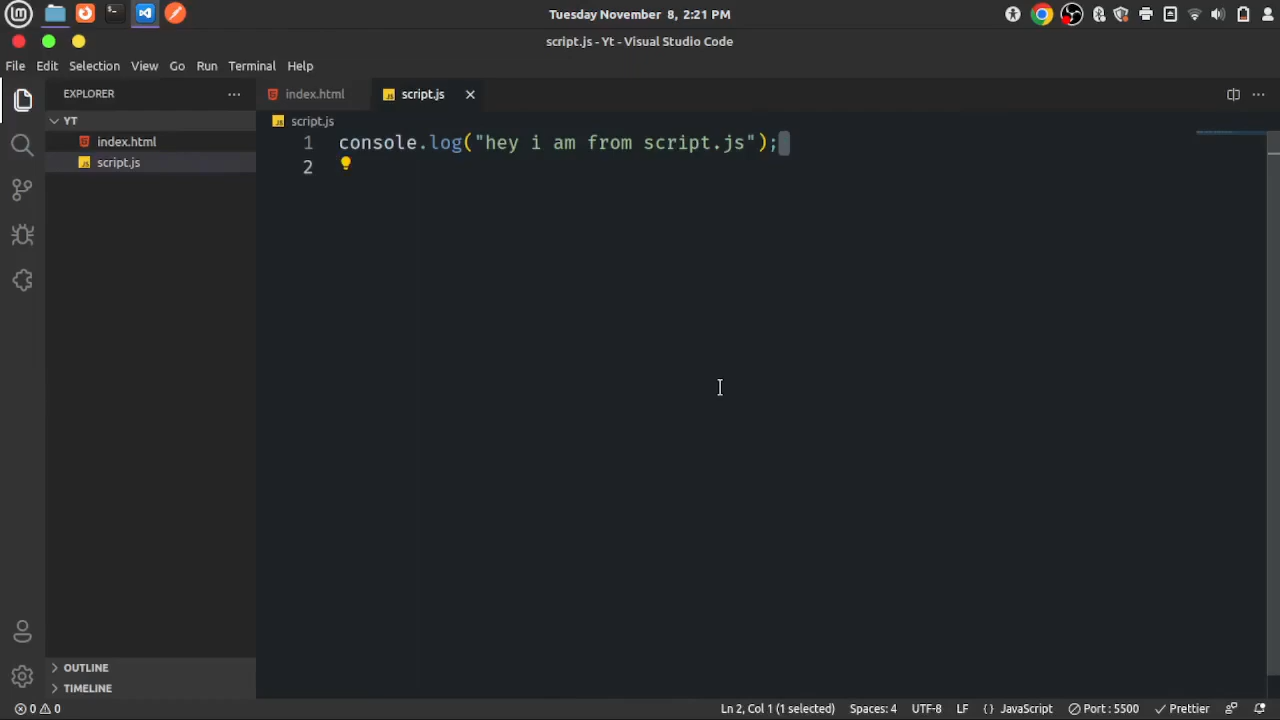 Tuesday November 8, 2:21 PM
script.js - Yt - Visual Studio Code
File Edit Selection View Go Run Terminal Help
EXPLORER
index.html
script.js
YT
script.js
index.html
script.js
1 console.log("hey i am from script.js");
2
OUTLINE
TIMELINE
0 0 Ln 2, Col 1 (1 selected) Spaces: 4 UTF-8 LF {} JavaScript Port : 5500 Prettier